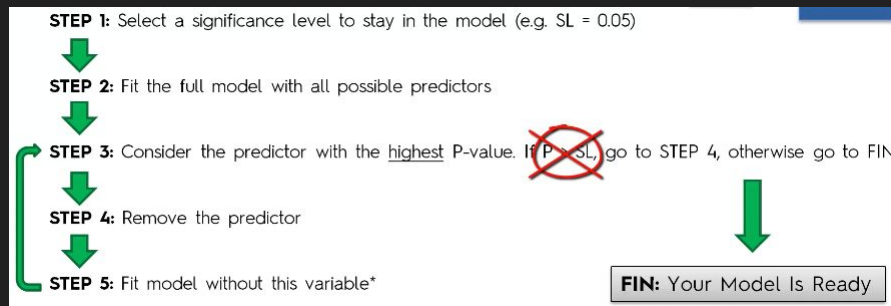 STEP 1: Select a significance level to stay in the model (e.g. SL = 0.05)
STEP 2: Fit the full model with all possible predictors
STEP 3: Consider the predictor with the highest P-value. If P > SL, go to STEP 4, otherwise go to FIN
STEP 4: Remove the predictor
STEP 5: Fit model without this variable*
FIN: Your Model Is Ready